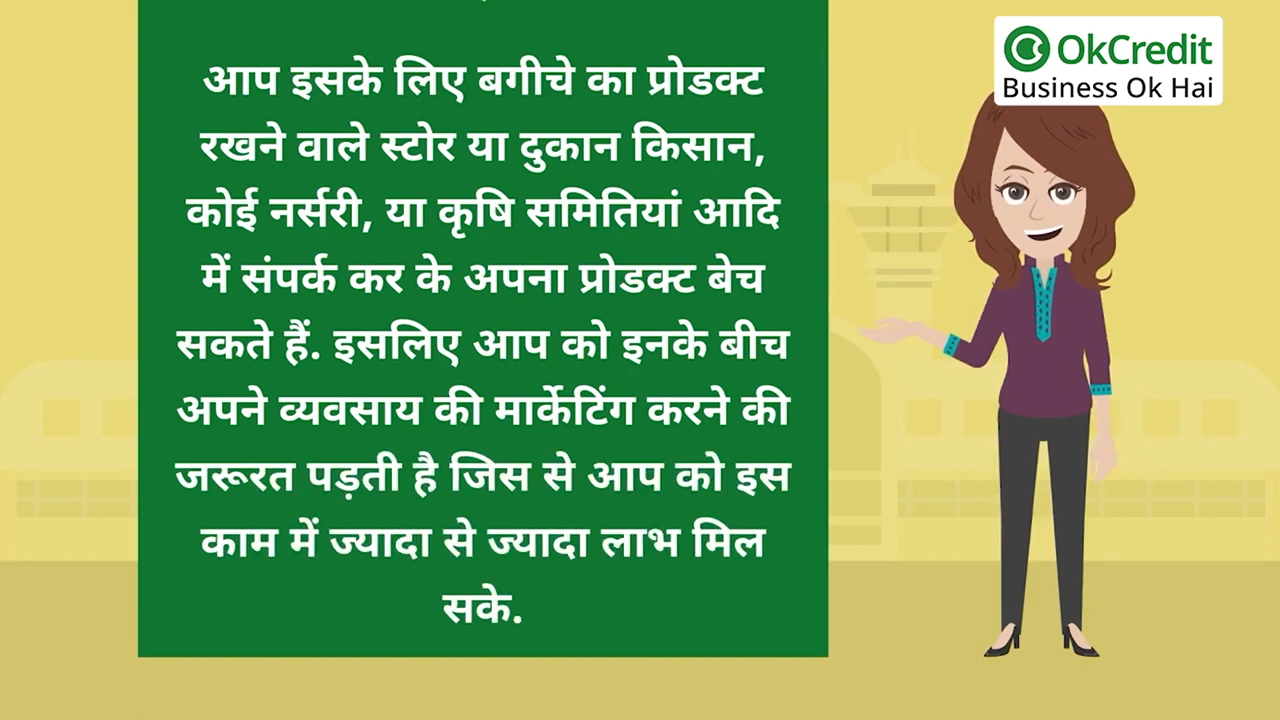 आप इसके लिए बगीचे का प्रोडक्ट
रखने वाले स्टोर या दुकान किसान,
कोई नर्सरी, या कृषि समितियां आदि
में संपर्क कर के अपना प्रोडक्ट बेच
सकते हैं. इसलिए आप को इनके बीच
अपने व्यवसाय की मार्केटिंग करने की
जरूरत पड़ती है जिस से आप को इस
काम में ज्यादा से ज्यादा लाभ मिल
सके.
OkCredit
Business Ok Hai